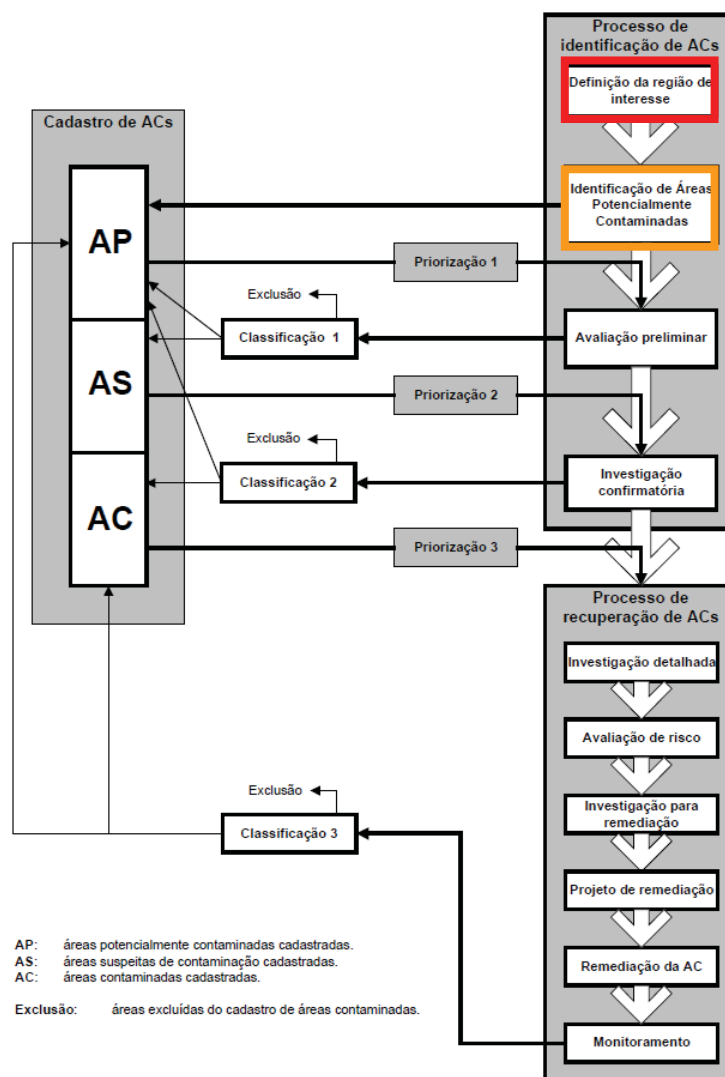 Processo de
identificação de ACs
Definição da região de
interesse
Cadastro de ACs
Identificação de Áreas
Potencialmente
Contaminadas
AP
Priorização 1
Exclusão
Classificação 1
Avaliação preliminar
AS
Priorização 2
Exclusão
Classificação 2
Investigação
confirmatória
AC
Priorização 3
Processo de
recuperação de ACs
Investigação detalhada
Avaliação de risco
Exclusão
Classificação 3
Investigação para
remediação
Projeto de remediação
Remediação da AC
Monitoramento
AP: áreas potencialmente contaminadas cadastradas.
AS: áreas suspeitas de contaminação cadastradas.
AC: áreas contaminadas cadastradas.
Exclusão: áreas excluídas do cadastro de áreas contaminadas.